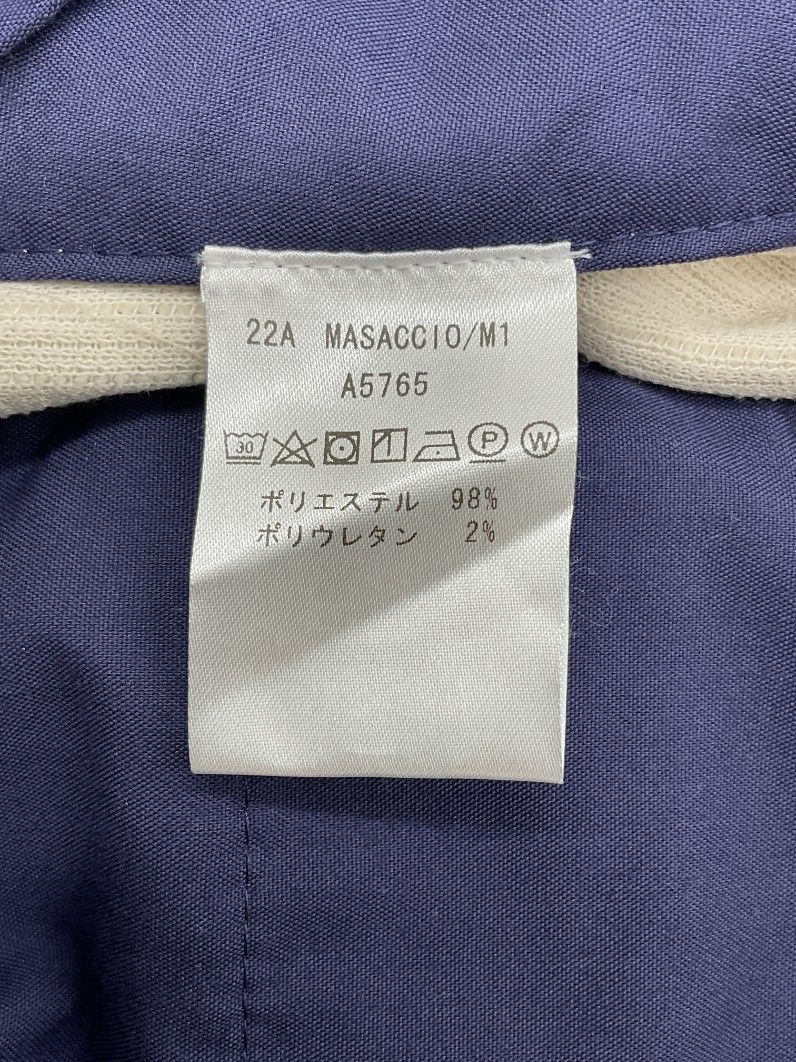 22A MASACCIO/M1
A5765
30 P W
ポリエステル 98%
ポリウレタン 2%